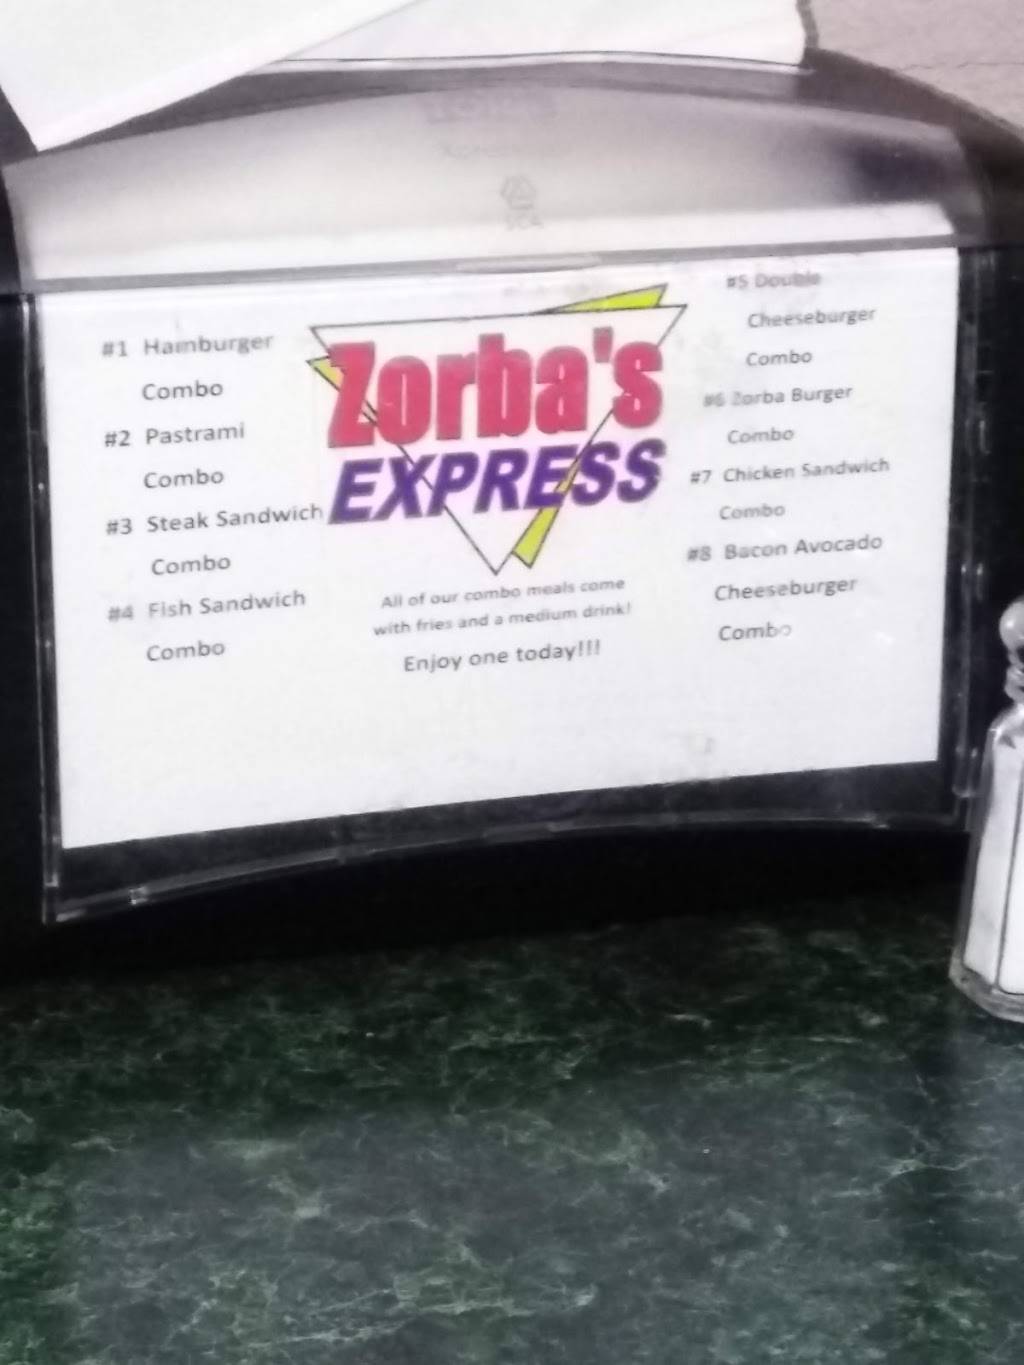 #1 Hamburger
Combo
#2 Pastrami
Combo
#3 Steak Sandwich
Combo
#4 Fish Sandwich
Combo
Zorba's
EXPRESS
All of our combo meals come
with fries and a medium drink!
Enjoy one today!!!
#5 Double
Cheeseburger
Combo
#6 Zorba Burger
Combo
#7 Chicken Sandwich
Combo
#8 Bacon Avocado
Cheeseburger
Combo